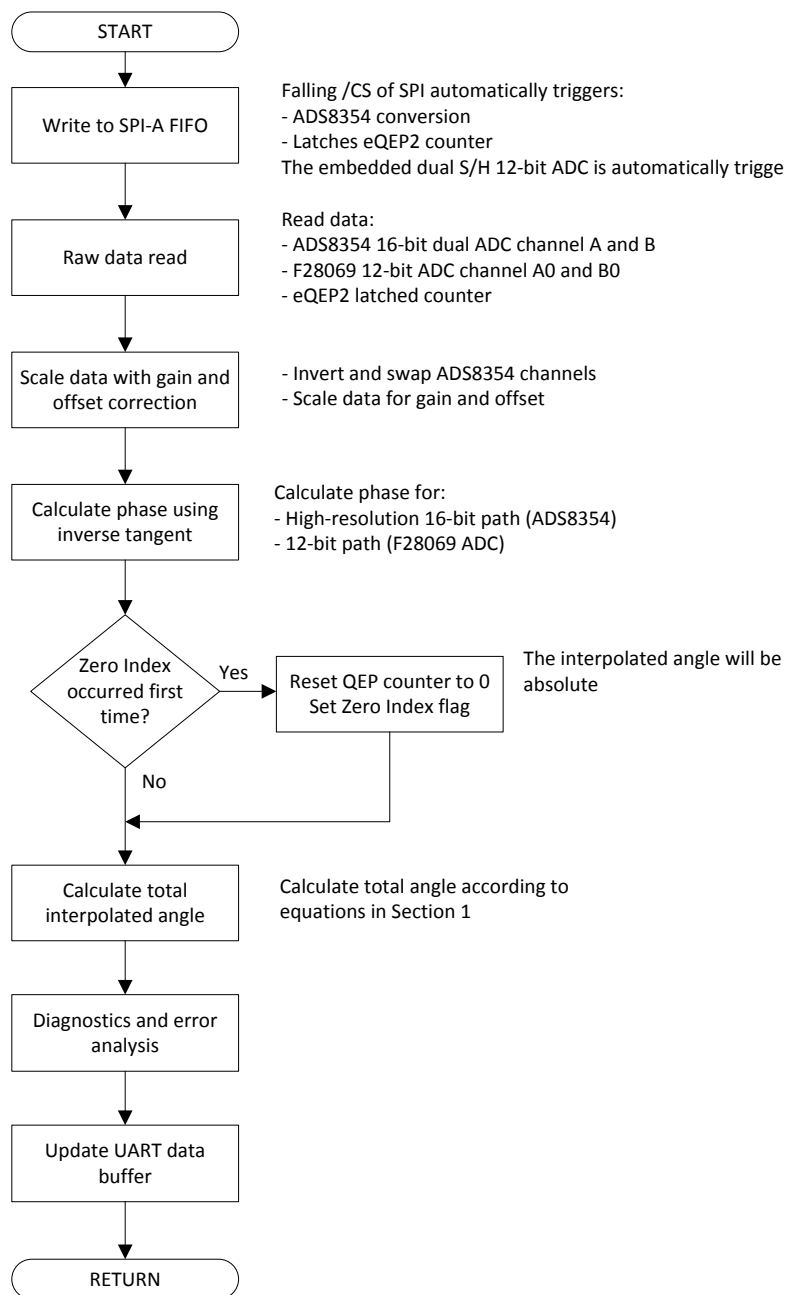 START
Write to SPI-A FIFO
Falling /CS of SPI automatically triggers:
- ADS8354 conversion
- Latches eQEP2 counter
The embedded dual S/H 12-bit ADC is automatically trigge
Raw data read
Read data:
- ADS8354 16-bit dual ADC channel A and B
- F28069 12-bit ADC channel A0 and B0
- eQEP2 latched counter
Scale data with gain and
offset correction
- Invert and swap ADS8354 channels
- Scale data for gain and offset
Calculate phase using
inverse tangent
Calculate phase for:
- High-resolution 16-bit path (ADS8354)
- 12-bit path (F28069 ADC)
Zero Index
occurred first
time?
Yes
Reset QEP counter to 0
Set Zero Index flag
The interpolated angle will be
absolute
No
Calculate total
interpolated angle
Calculate total angle according to
equations in Section 1
Diagnostics and error
analysis
Update UART data
buffer
RETURN